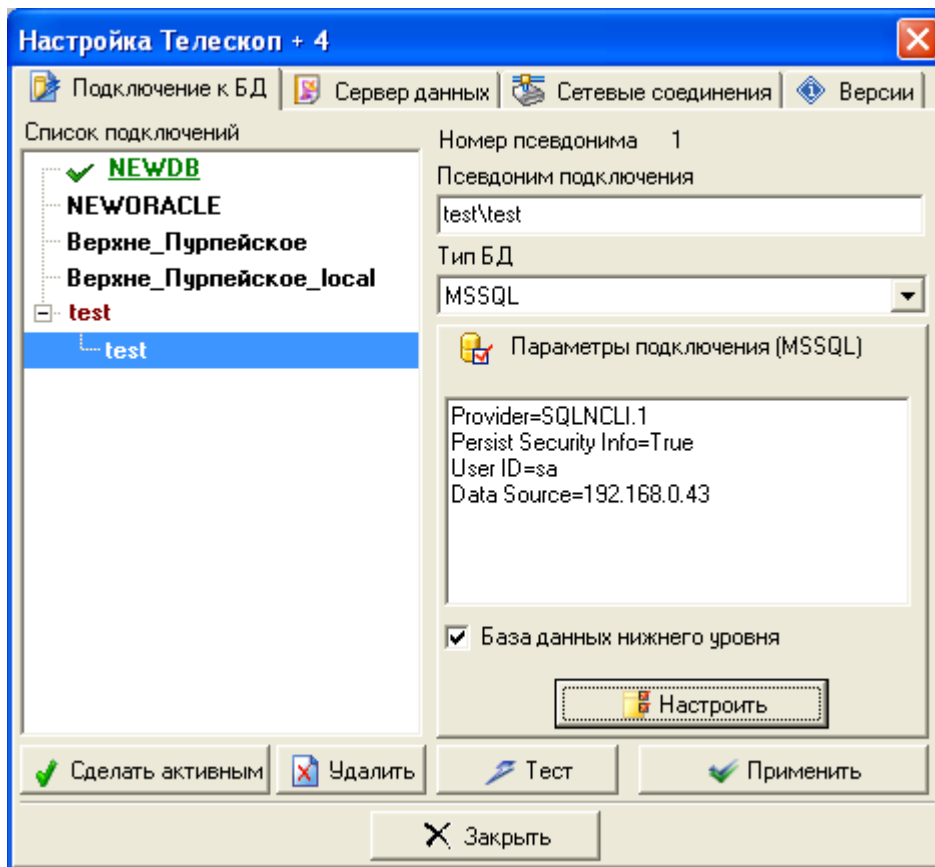 Настройка Телескоп + 4
Подключение к БД
Сервер данных
Сетевые соединения
Версии
Список подключений
NEWDB
NEWORACLE
Верхне_Пурпейское
Верхне_Пурпейское_local
test
test
Номер псевдонима 1
Псевдоним подключения
test\test
Тип БД
MSSQL
Параметры подключения (MSSQL)
Provider=SQLNCLI.1
Persist Security Info=True
User ID=sa
Data Source=192.168.0.43
База данных нижнего уровня
Настроить
Сделать активным
Удалить
Тест
Применить
Закрыть